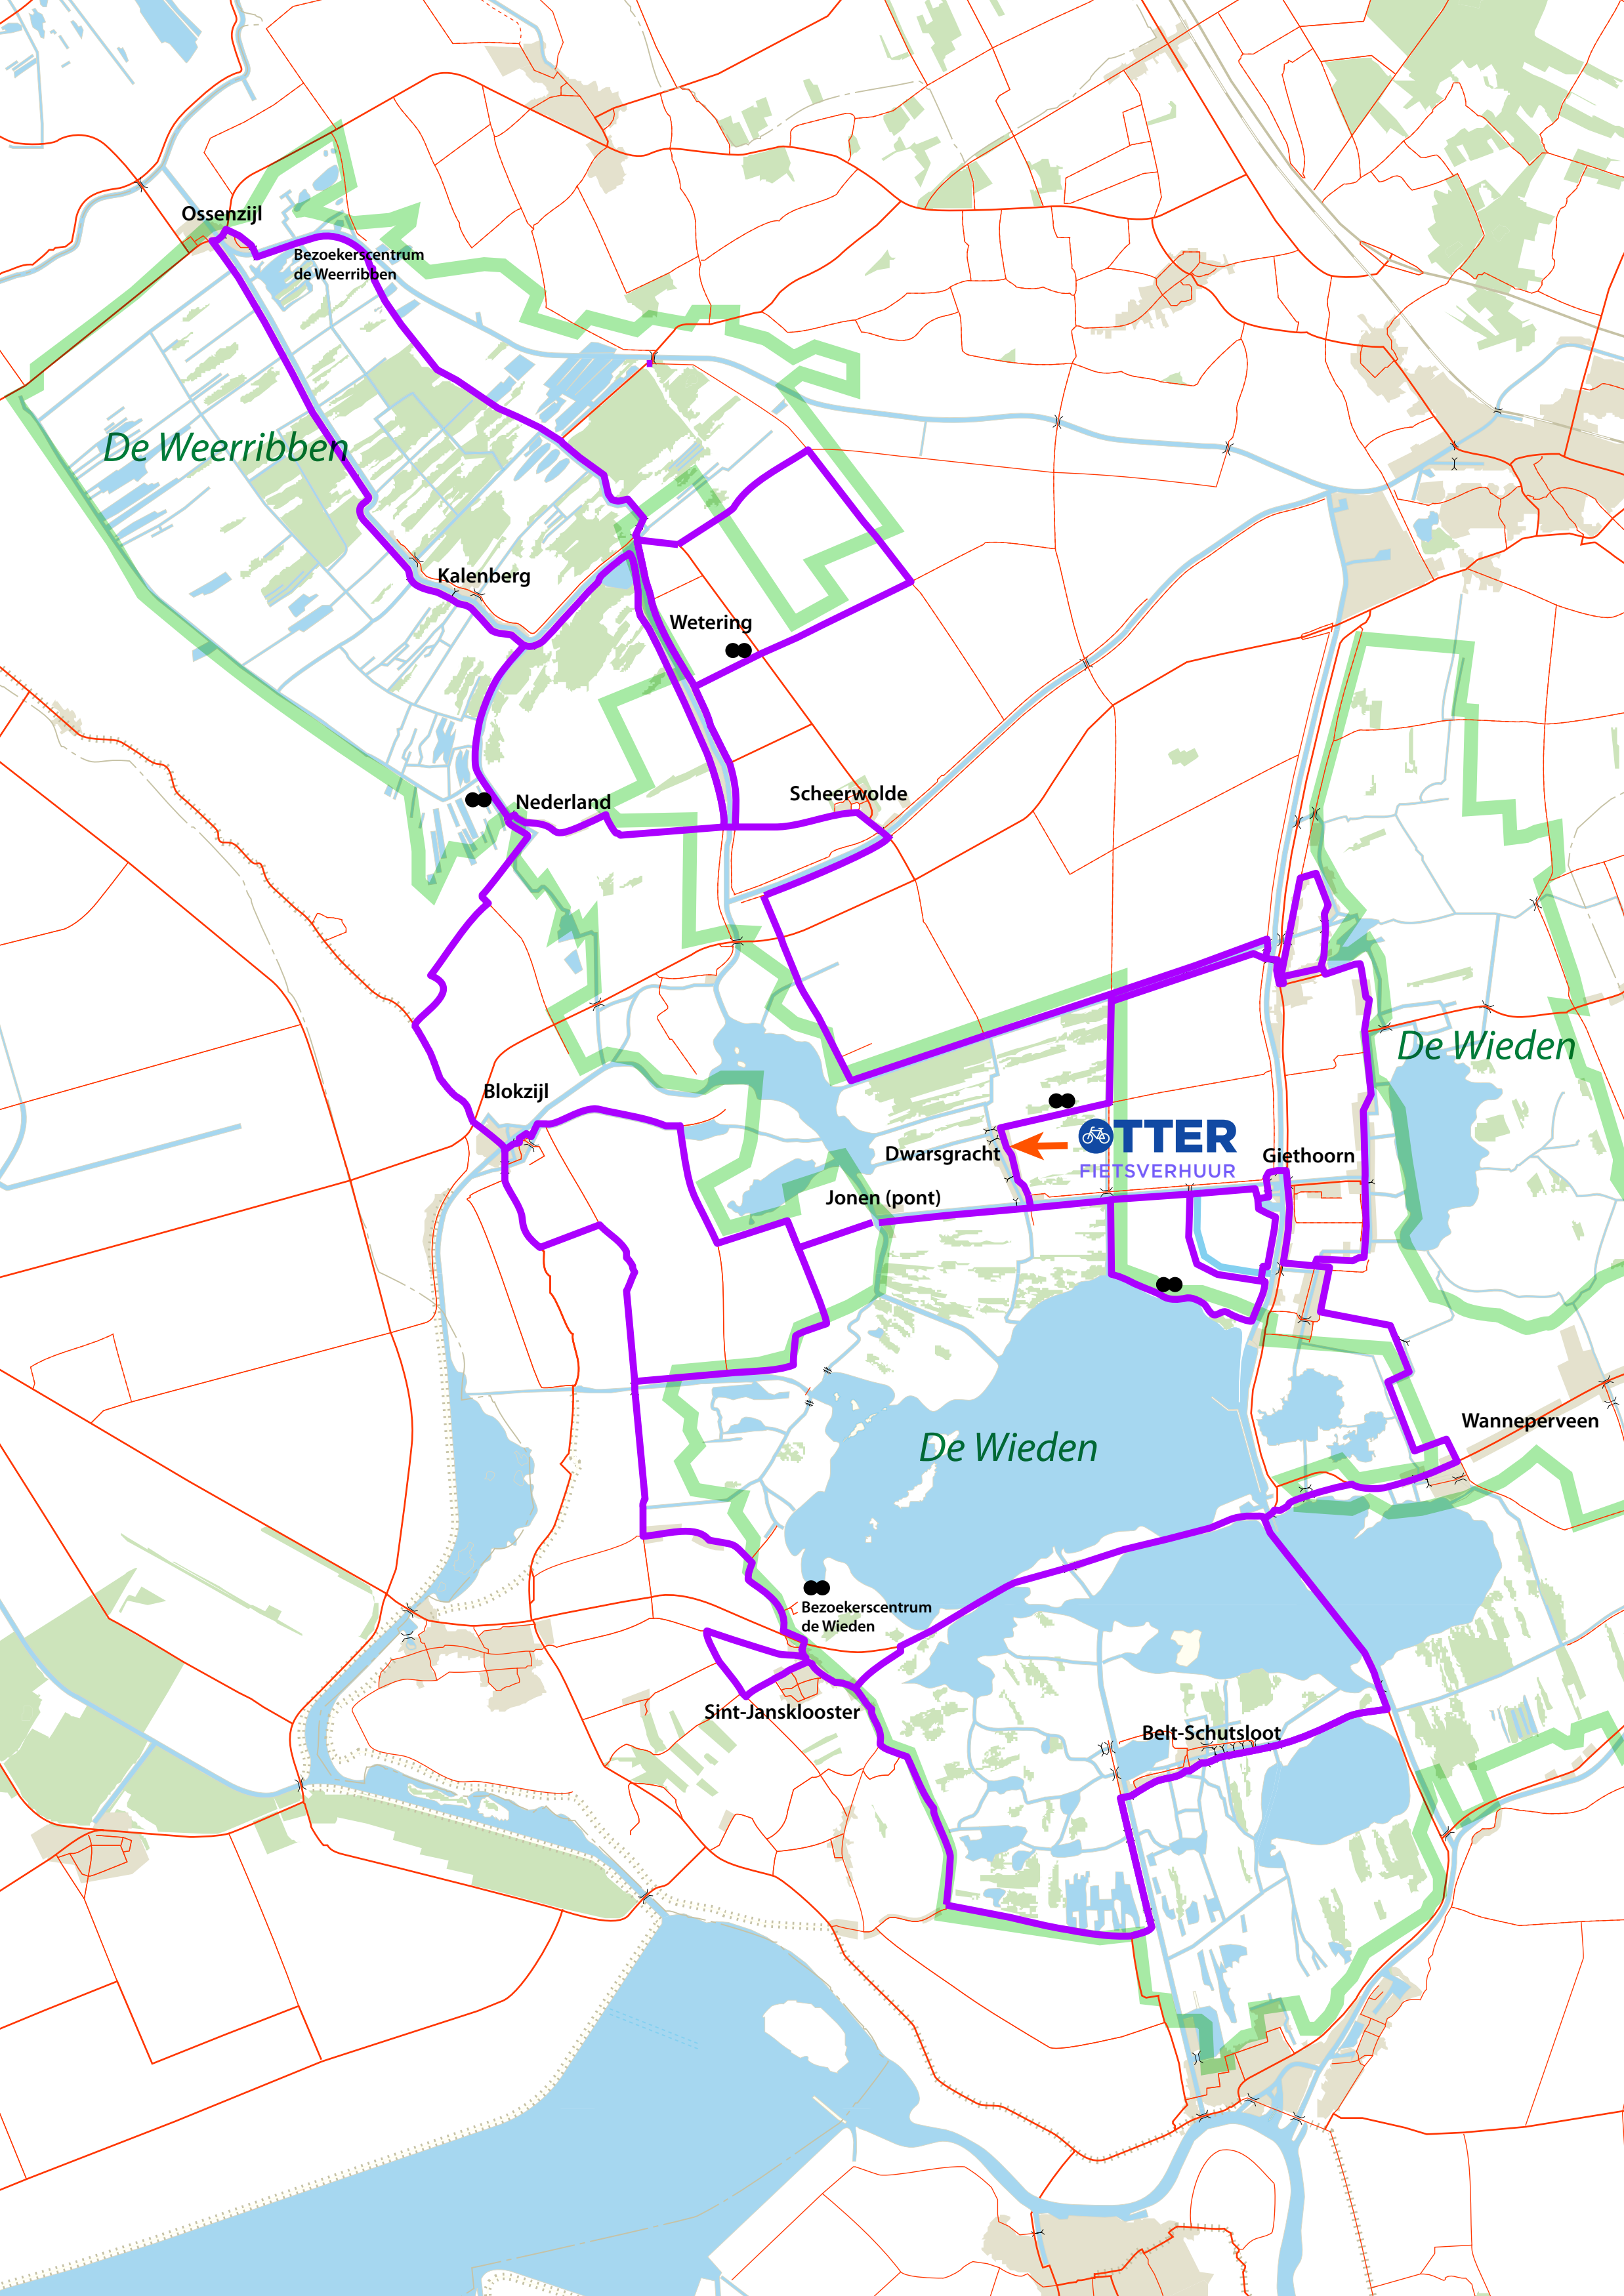 Ossenzijl
Bezoekerscentrum
de Weerribben
De Weerribben
Kalenberg
Wetering
Nederland
Scheerwolde
De Wieden
Blokzijl
OTTER
FIETSVERHUUR
Dwarsgracht
Giethoorn
Jonen (pont)
Wanneperveen
De Wieden
Bezoekerscentrum
de Wieden
Sint-Jansklooster
Belt-Schutsloot